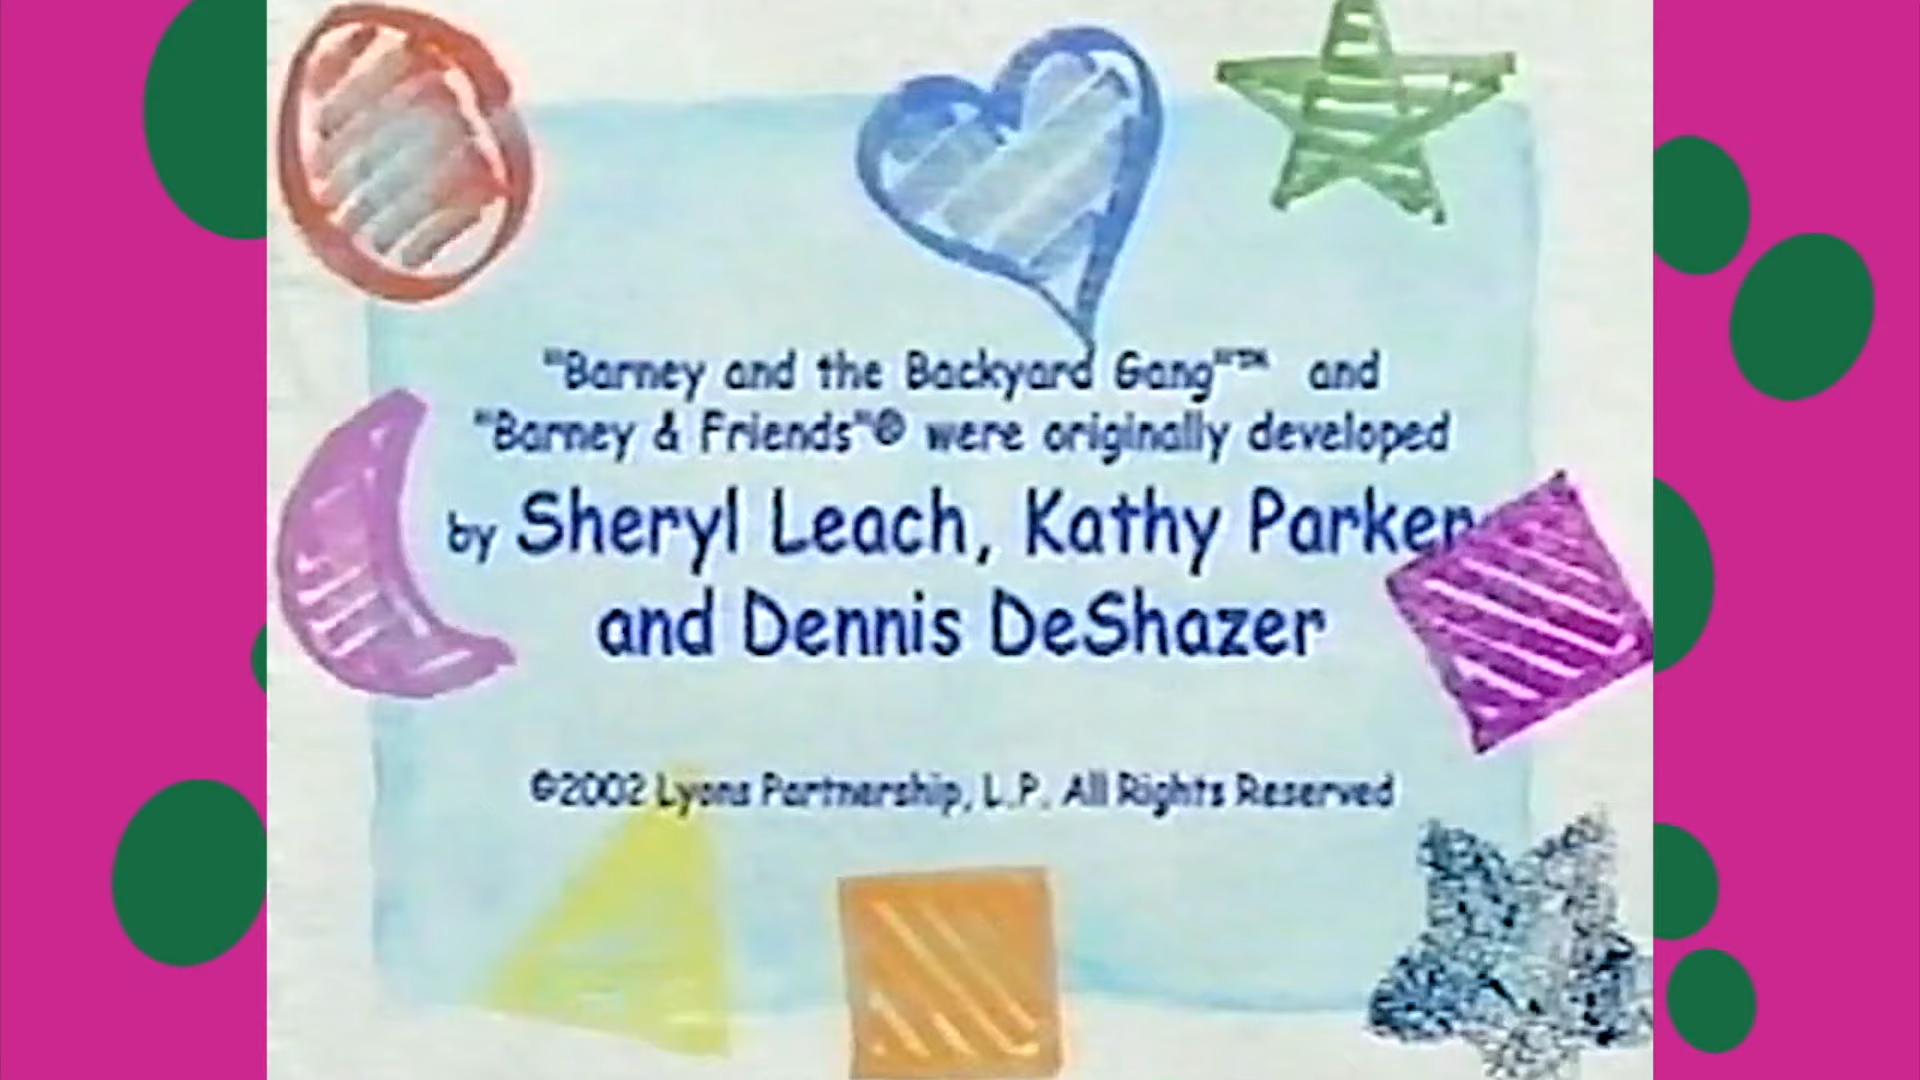 "Barney and the Backyard Gang"™ and
"Barney & Friends"® were originally developed
by Sheryl Leach, Kathy Parker
and Dennis DeShazer
©2002 Lyons Partnership, L.P. All Rights Reserved